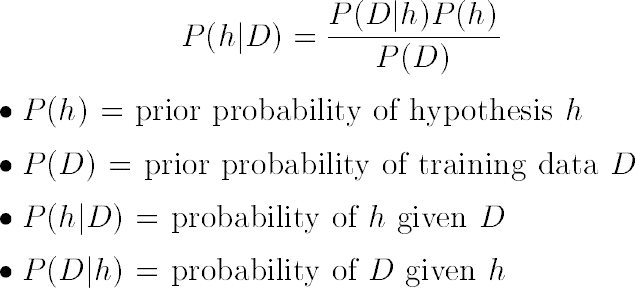 P(h|D) = P(D|h)P(h) / P(D)
• P(h) = prior probability of hypothesis h
• P(D) = prior probability of training data D
• P(h|D) = probability of h given D
• P(D|h) = probability of D given h